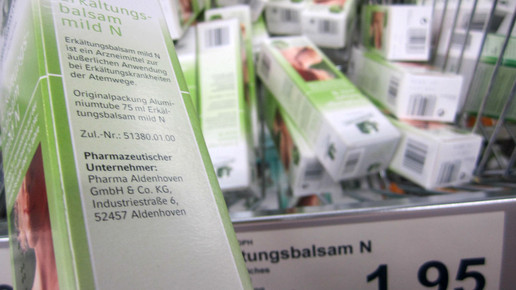 Erkältungs-
balsam
mild N
Erkältungsbalsam mild N
ist ein Arzneimittel zur
äußerlichen Anwendung
bei Erkältungskrankheiten
der Atemwege.
Originalpackung Alumi-
niumtube 75 ml Erkäl-
tungsbalsam mild N
Zul.-Nr.: 51380.01.00
Pharmazeutischer
Unternehmer:
Pharma Aldenhoven
GmbH & Co. KG,
Industriestraße 6,
52457 Aldenhoven
tungsbalsam N
1.95